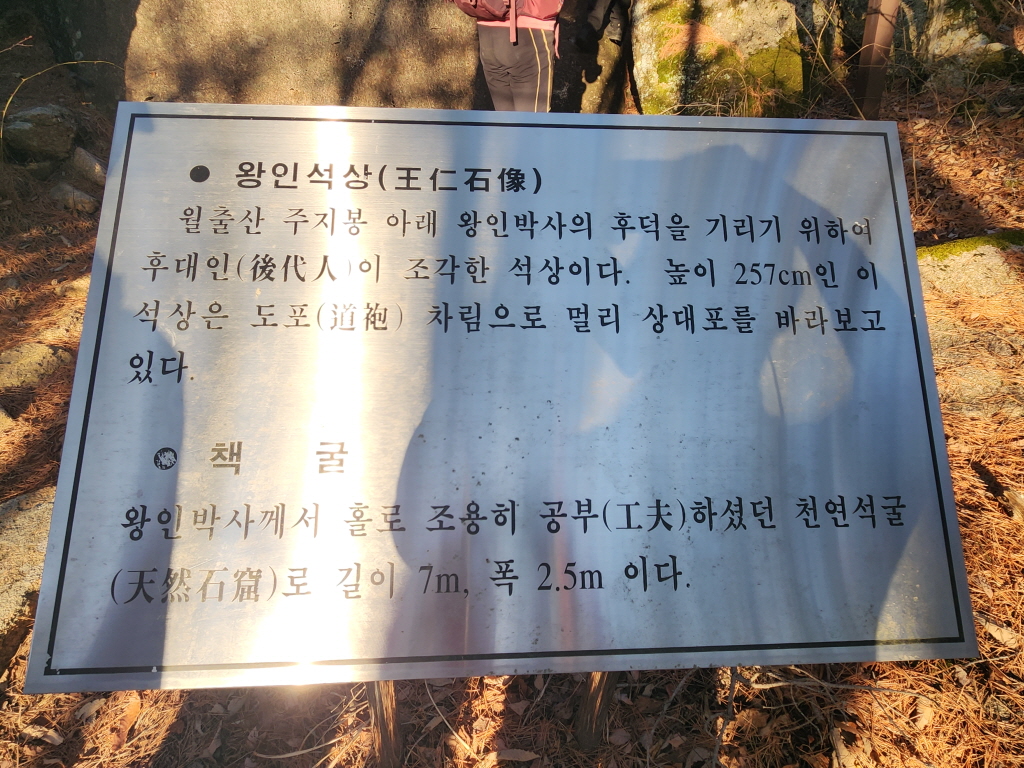 ● 왕인석상(王仁石像)
월출산 주지봉 아래 왕인박사의 후덕을 기리기 위하여
후대인(後代人)이 조각한 석상이다. 높이 257cm인 이
석상은 도포(道袍) 차림으로 멀리 상대포를 바라보고
있다.
● 책 굴
왕인박사께서 홀로 조용히 공부(工夫)하셨던 천연석굴
(天然石窟)로 길이 7m, 폭 2.5m 이다.